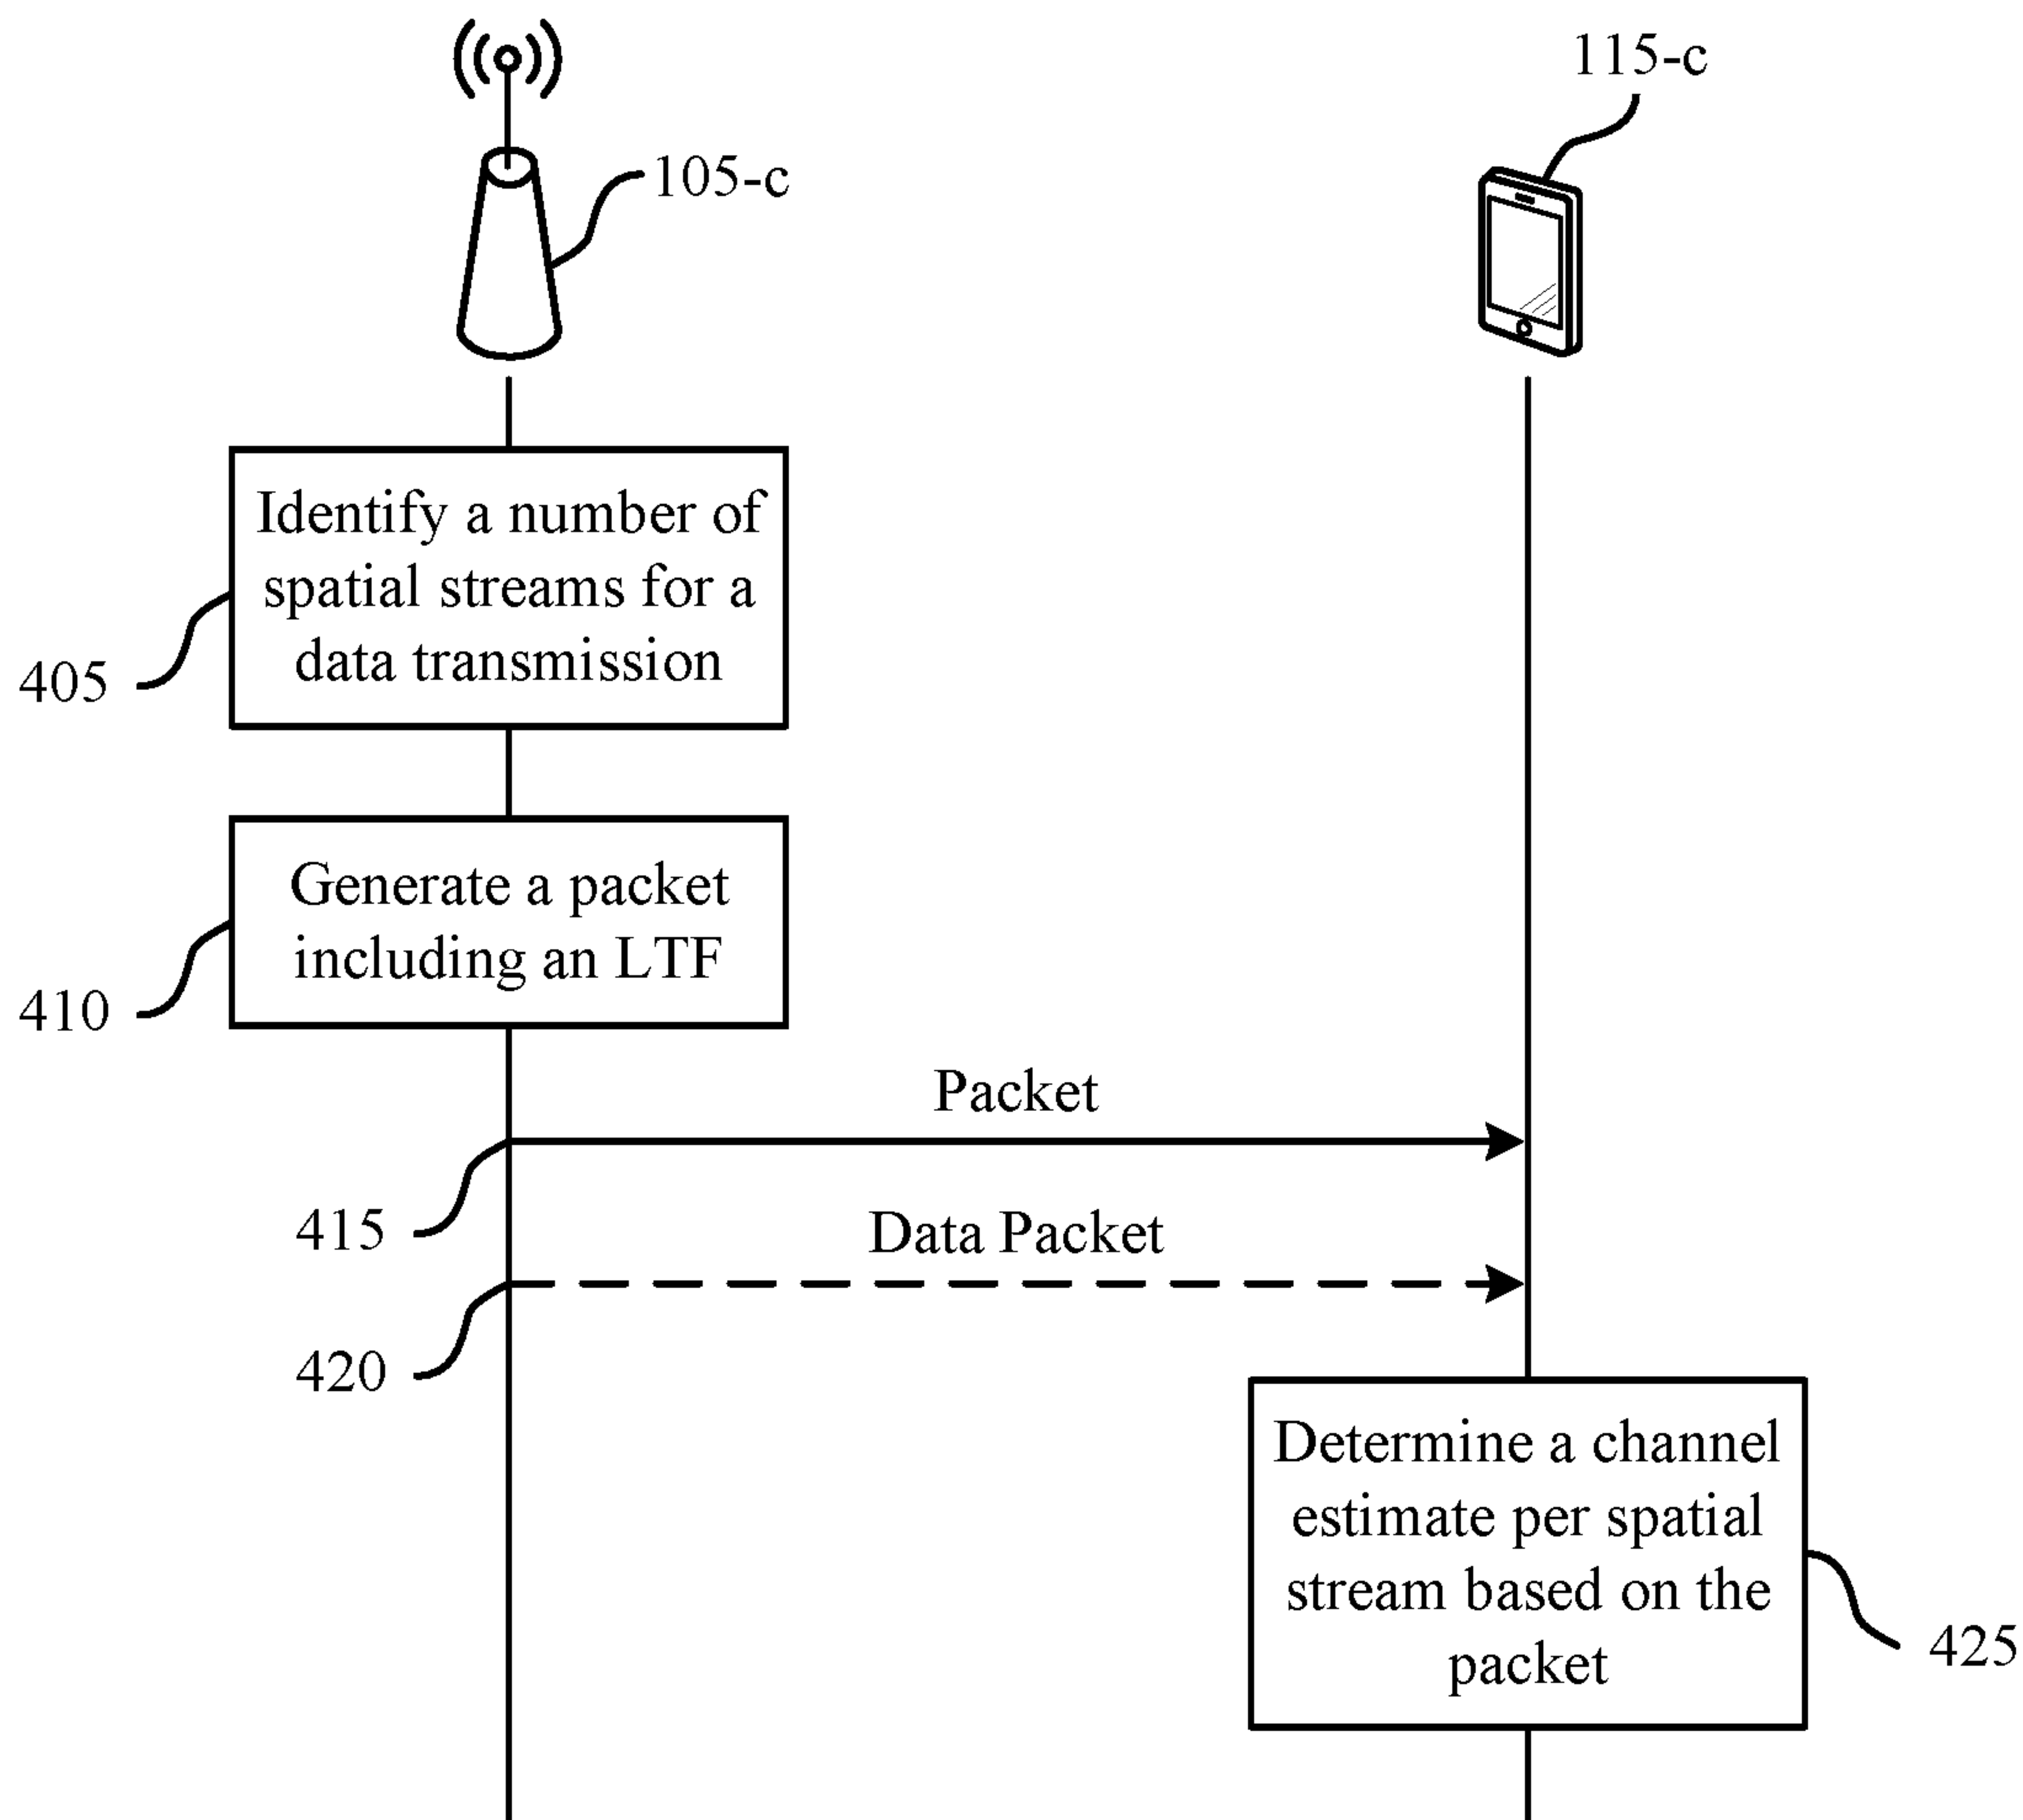 115-c
105-c
Identify a number of
spatial streams for a
data transmission
405
Generate a packet
including an LTF
410
Packet
415
Data Packet
420
Determine a channel
estimate per spatial
stream based on the
packet
425